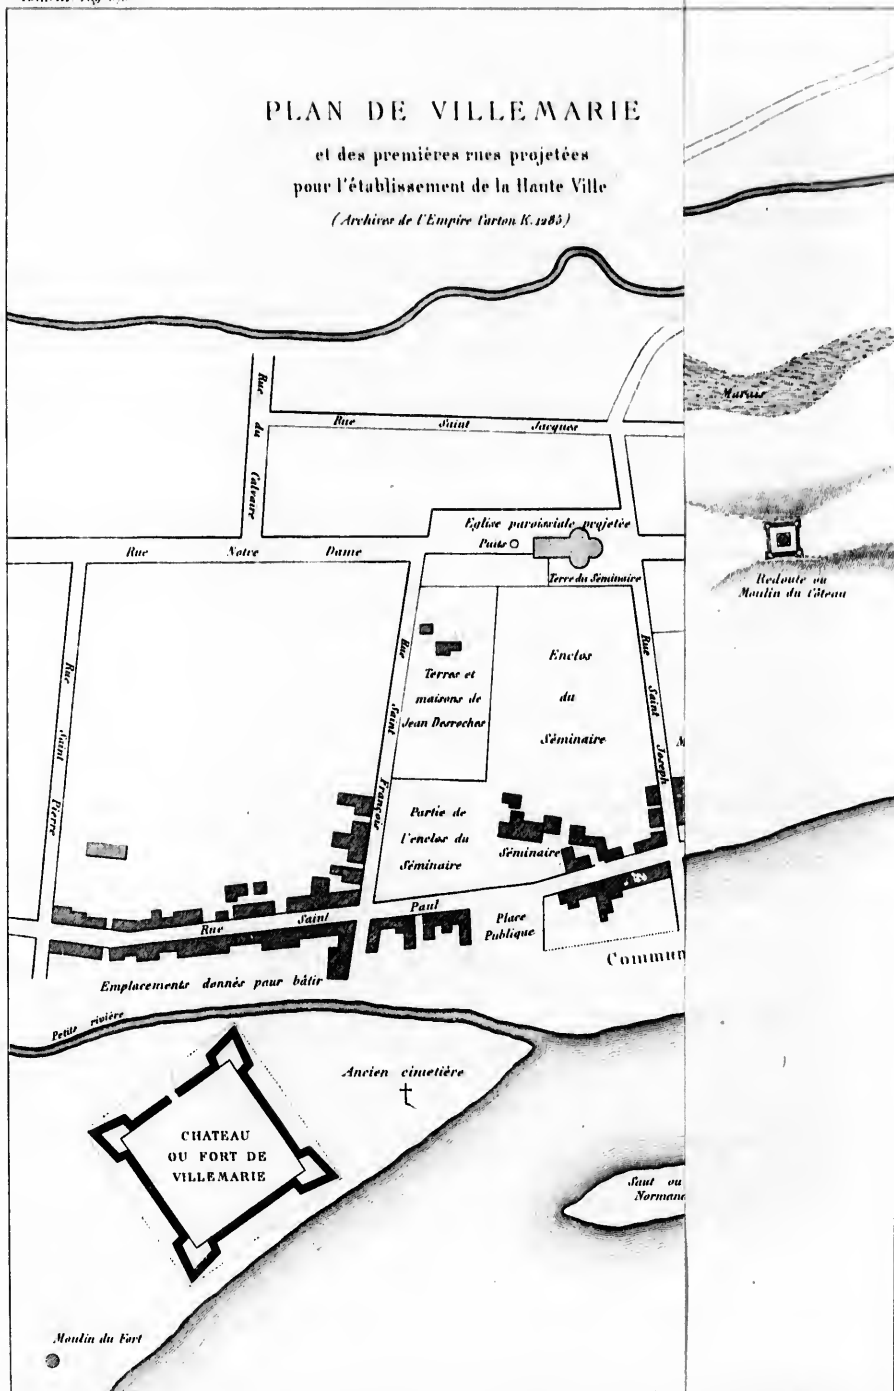 PLAN DE VILLEMARIE
et des premières rues projetées
pour l'établissement de la Haute Ville
(Archives de l'Empire Carton K. 1285)
Rue du Calvaire
Rue Saint Jacques
Marais
Eglise paroissiale projetée
Puits
Rue Notre Dame
Terre du Séminaire
Redoute ou
Moulin du Côteau
Rue Saint Pierre
Rue Saint François
Terres et
maisons de
Jean Desroches
Enclos
du
Séminaire
Rue Saint Joseph
M
Partie de
l'enclos du
Séminaire
Séminaire
Rue Saint Paul
Place
Publique
Commun
Emplacements donnés pour bâtir
Petite rivière
Ancien cimetière
CHATEAU
OU FORT DE
VILLEMARIE
Saut ou
Norman
Moulin du Fort